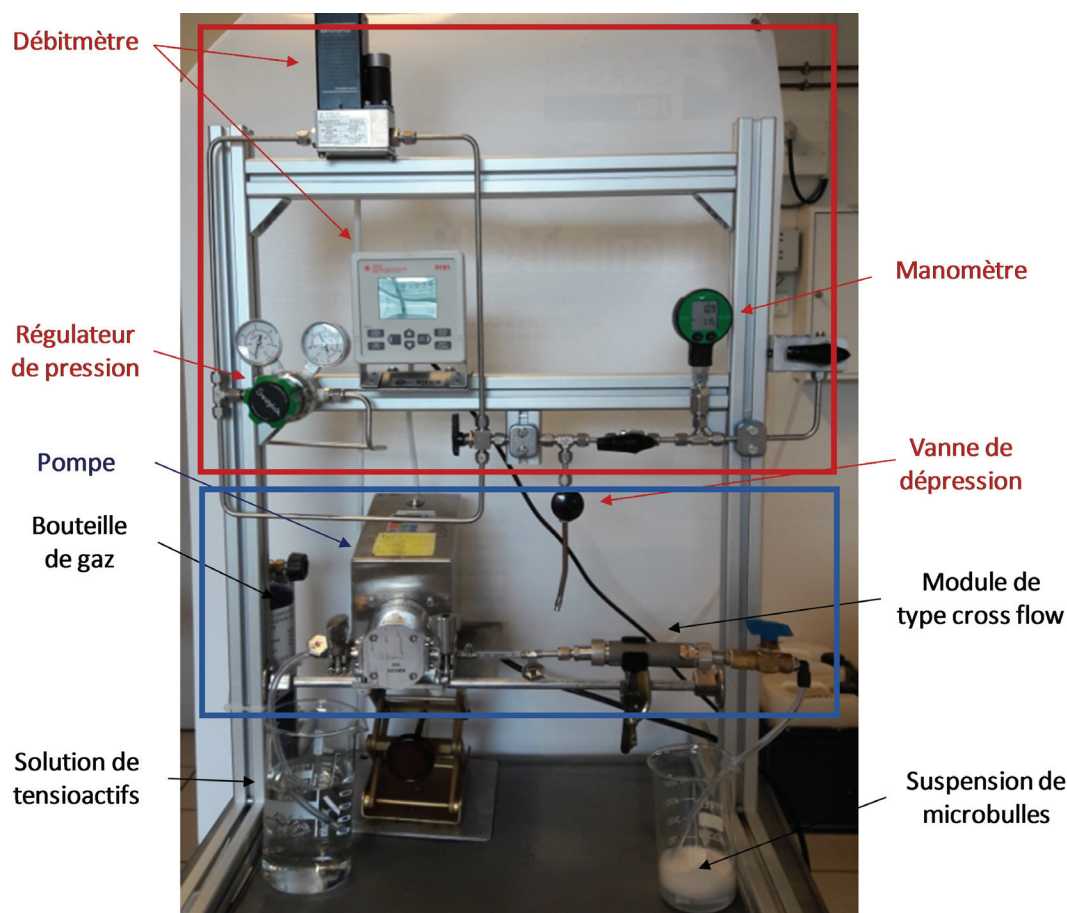 Débitmètre
Manomètre
Régulateur
de pression
Pompe
Vanne de
dépression
Bouteille
de gaz
Module de
type cross flow
Solution de
tensioactifs
Suspension de
microbulles